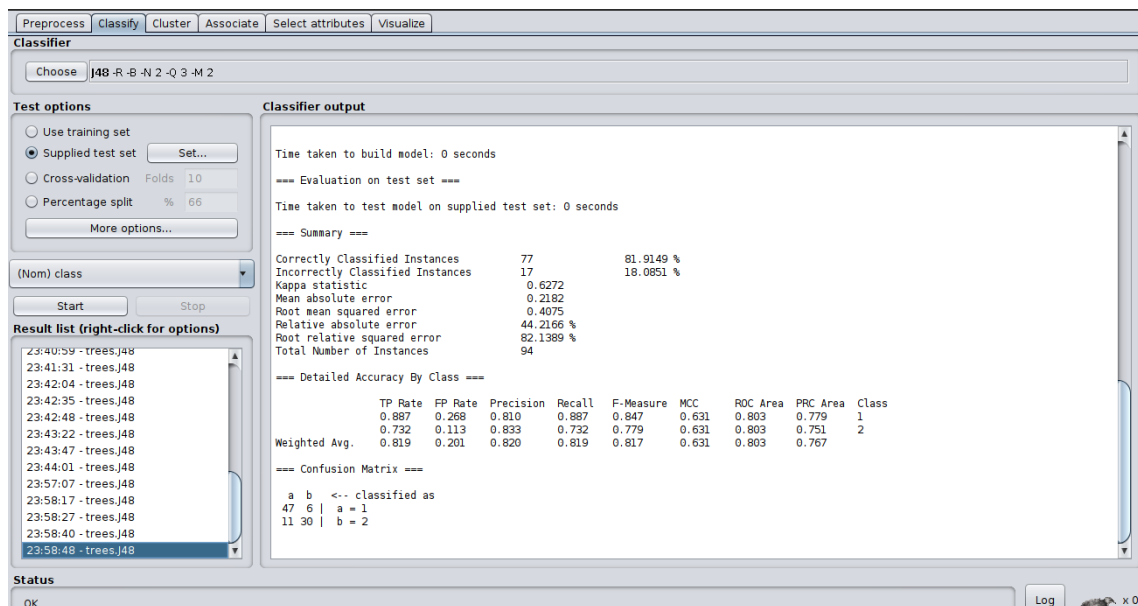 Preprocess Classify Cluster Associate Select attributes Visualize
Classifier
Choose J48 -R -B -N 2 -Q 3 -M 2
Test options
Use training set
Supplied test set Set...
Cross-validation Folds 10
Percentage split % 66
More options...
(Nom) class
Start Stop
Result list (right-click for options)
23:40:59 - trees.J48
23:41:31 - trees.J48
23:42:04 - trees.J48
23:42:35 - trees.J48
23:42:48 - trees.J48
23:43:22 - trees.J48
23:43:47 - trees.J48
23:44:01 - trees.J48
23:57:07 - trees.J48
23:58:17 - trees.J48
23:58:27 - trees.J48
23:58:40 - trees.J48
23:58:48 - trees.J48
Classifier output
Time taken to build model: 0 seconds
=== Evaluation on test set ===
Time taken to test model on supplied test set: 0 seconds
=== Summary ===
Correctly Classified Instances 77 81.9149 %
Incorrectly Classified Instances 17 18.0851 %
Kappa statistic 0.6272
Mean absolute error 0.2182
Root mean squared error 0.4075
Relative absolute error 44.2166 %
Root relative squared error 82.1389 %
Total Number of Instances 94
=== Detailed Accuracy By Class ===
TP Rate FP Rate Precision Recall F-Measure MCC ROC Area PRC Area Class
0.887 0.268 0.810 0.887 0.847 0.631 0.803 0.779 1
0.732 0.113 0.833 0.732 0.779 0.631 0.803 0.751 2
Weighted Avg. 0.819 0.201 0.820 0.819 0.817 0.631 0.803 0.767
=== Confusion Matrix ===
a b <-- classified as
47 6 | a = 1
11 30 | b = 2
Status
OK
Log
x 0